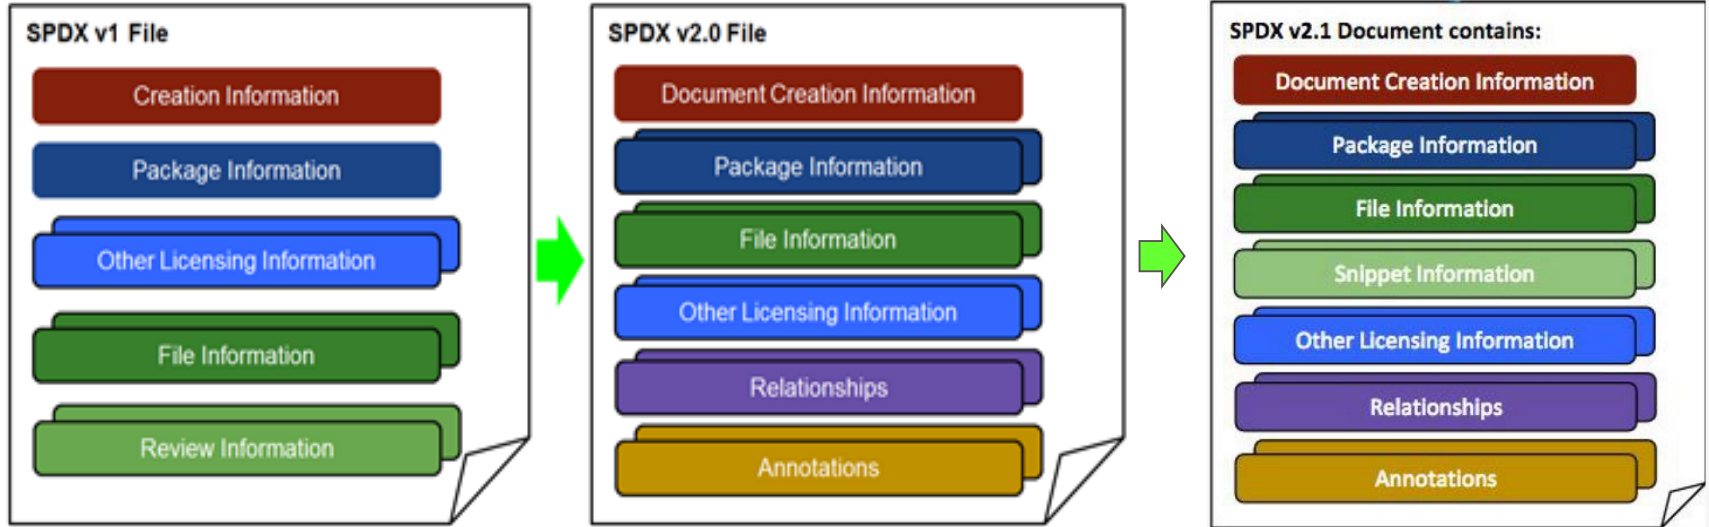 SPDX v1 File
Creation Information
Package Information
Other Licensing Information
File Information
Review Information
SPDX v2.0 File
Document Creation Information
Package Information
File Information
Other Licensing Information
Relationships
Annotations
SPDX v2.1 Document contains:
Document Creation Information
Package Information
File Information
Snippet Information
Other Licensing Information
Relationships
Annotations